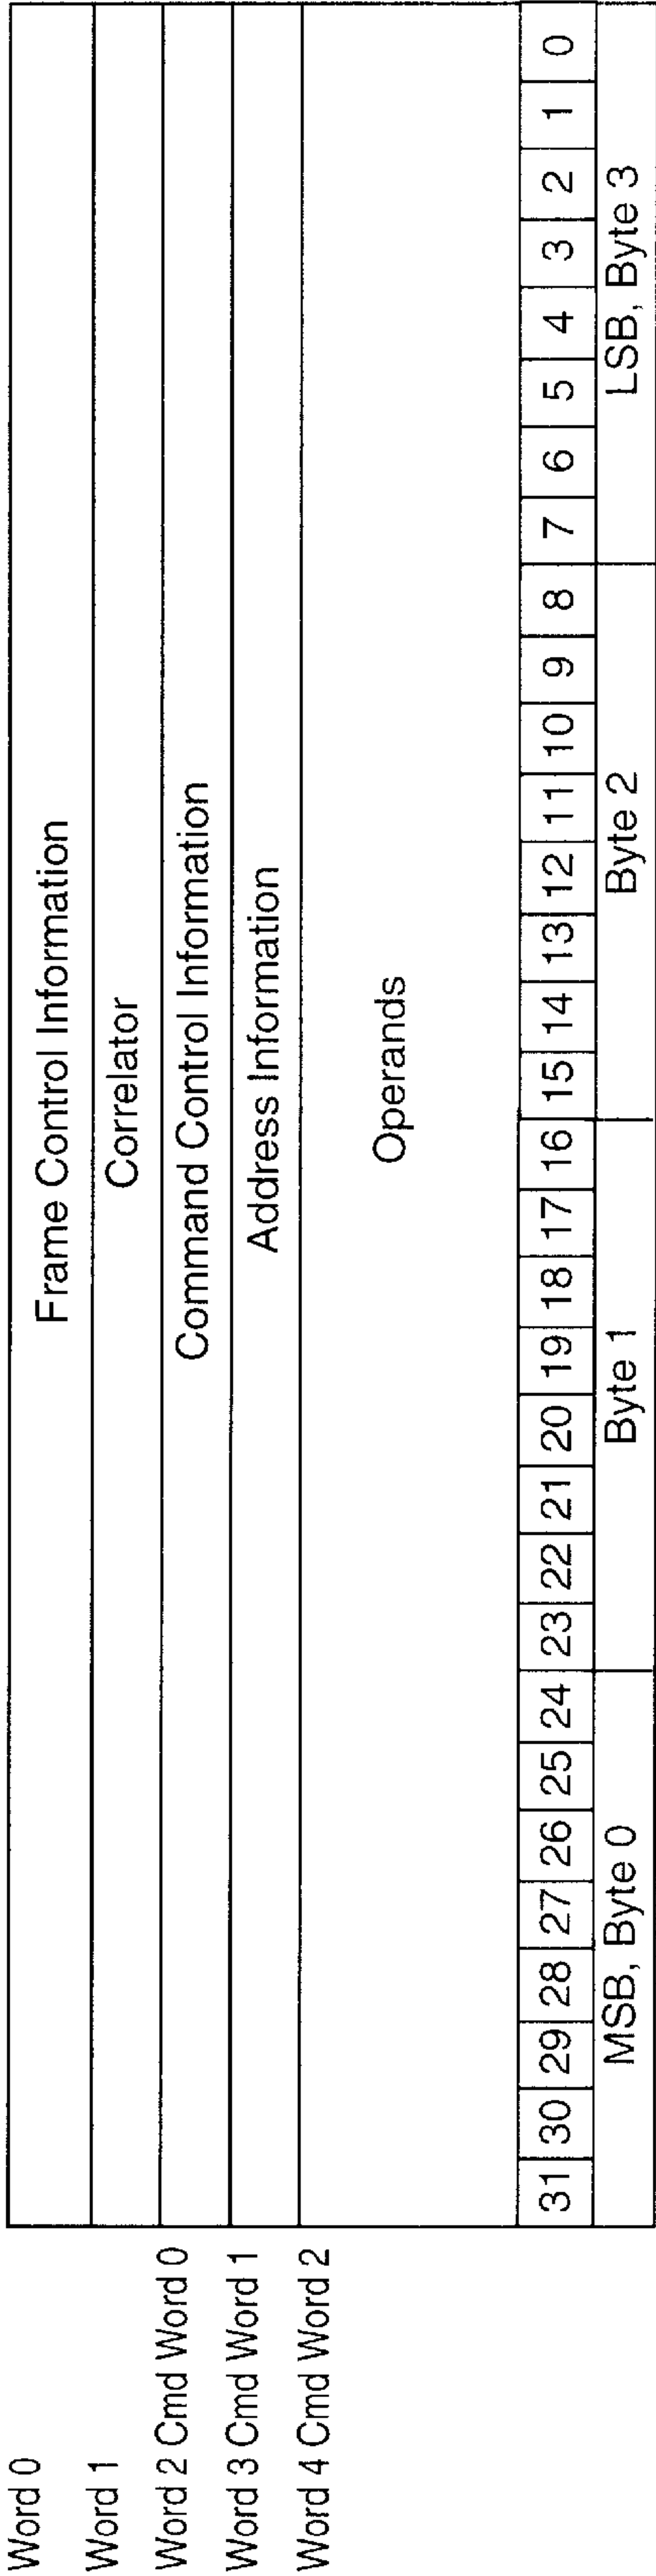 Word 0 Frame Control Information
Word 1 Correlator
Word 2 Cmd Word 0 Command Control Information
Word 3 Cmd Word 1 Address Information
Word 4 Cmd Word 2 Operands
31 30 29 28 27 26 25 24 23 22 21 20 19 18 17 16 15 14 13 12 11 10 9 8 7 6 5 4 3 2 1 0
MSB, Byte 0 Byte 1 Byte 2 LSB, Byte 3